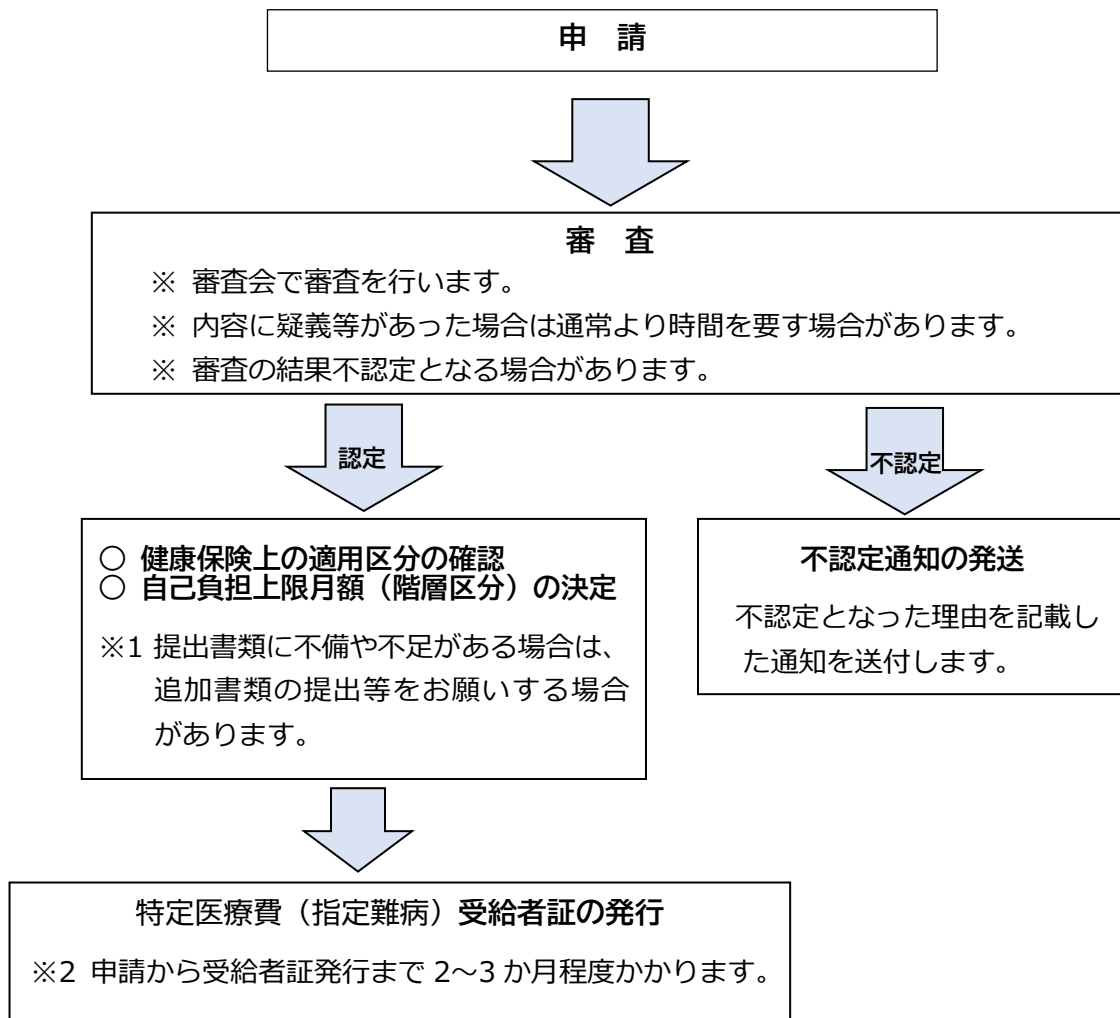 申　請
審　査
※ 審査会で審査を行います。
※ 内容に疑義等があった場合は通常より時間を要す場合があります。
※ 審査の結果不認定となる場合があります。
認定
不認定
○ 健康保険上の適用区分の確認
○ 自己負担上限月額（階層区分）の決定
※1 提出書類に不備や不足がある場合は、
追加書類の提出等をお願いする場合
があります。
不認定通知の発送
不認定となった理由を記載し
た通知を送付します。
特定医療費（指定難病）受給者証の発行
※2 申請から受給者証発行まで 2～3 か月程度かかります。